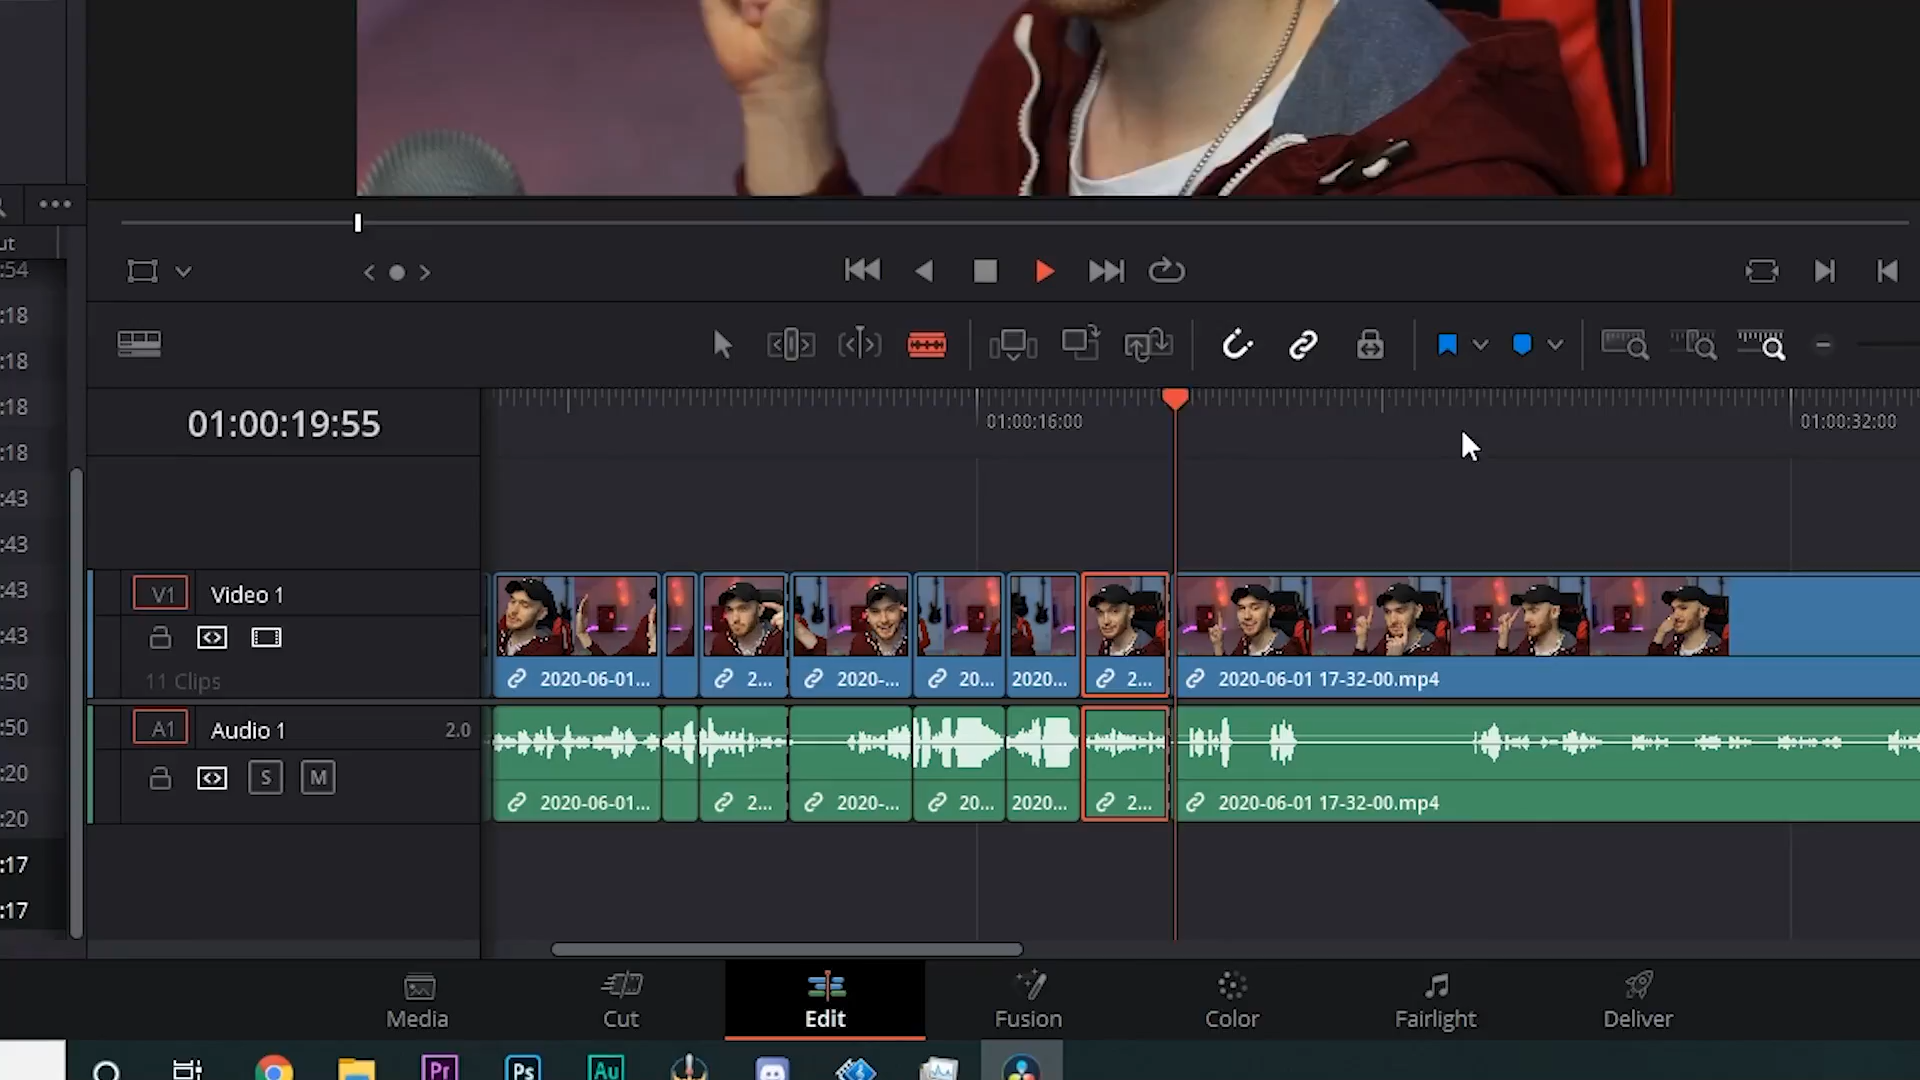 ut
:54
:18
:18
:18
:18
:43
:43
:43
:43
:50
:50
:20
:20
:17
:17
01:00:19:55
01:00:16:00
01:00:32:00
V1 Video 1
11 Clips
2020-06-01... 2... 2020-... 20... 2020... 2... 2020-06-01 17-32-00.mp4
A1 Audio 1 2.0
S M
2020-06-01... 2... 2020-... 20... 2020... 2... 2020-06-01 17-32-00.mp4
Media Cut Edit Fusion Color Fairlight Deliver
Pr Ps Au